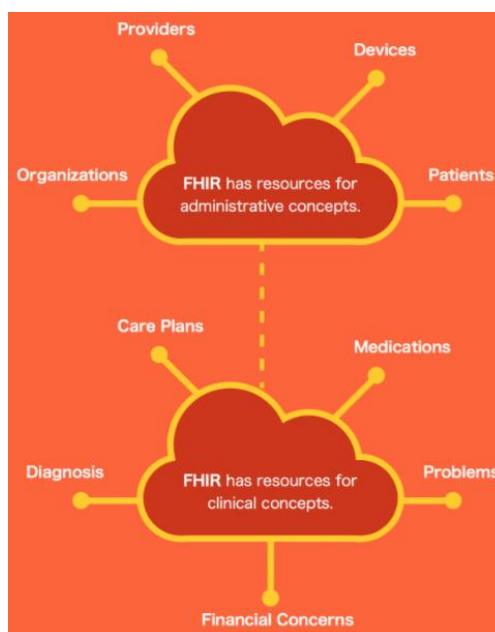 Providers
Devices
Organizations
FHIR has resources for
administrative concepts.
Patients
Care Plans
Medications
Diagnosis
FHIR has resources for
clinical concepts.
Problems
Financial Concerns